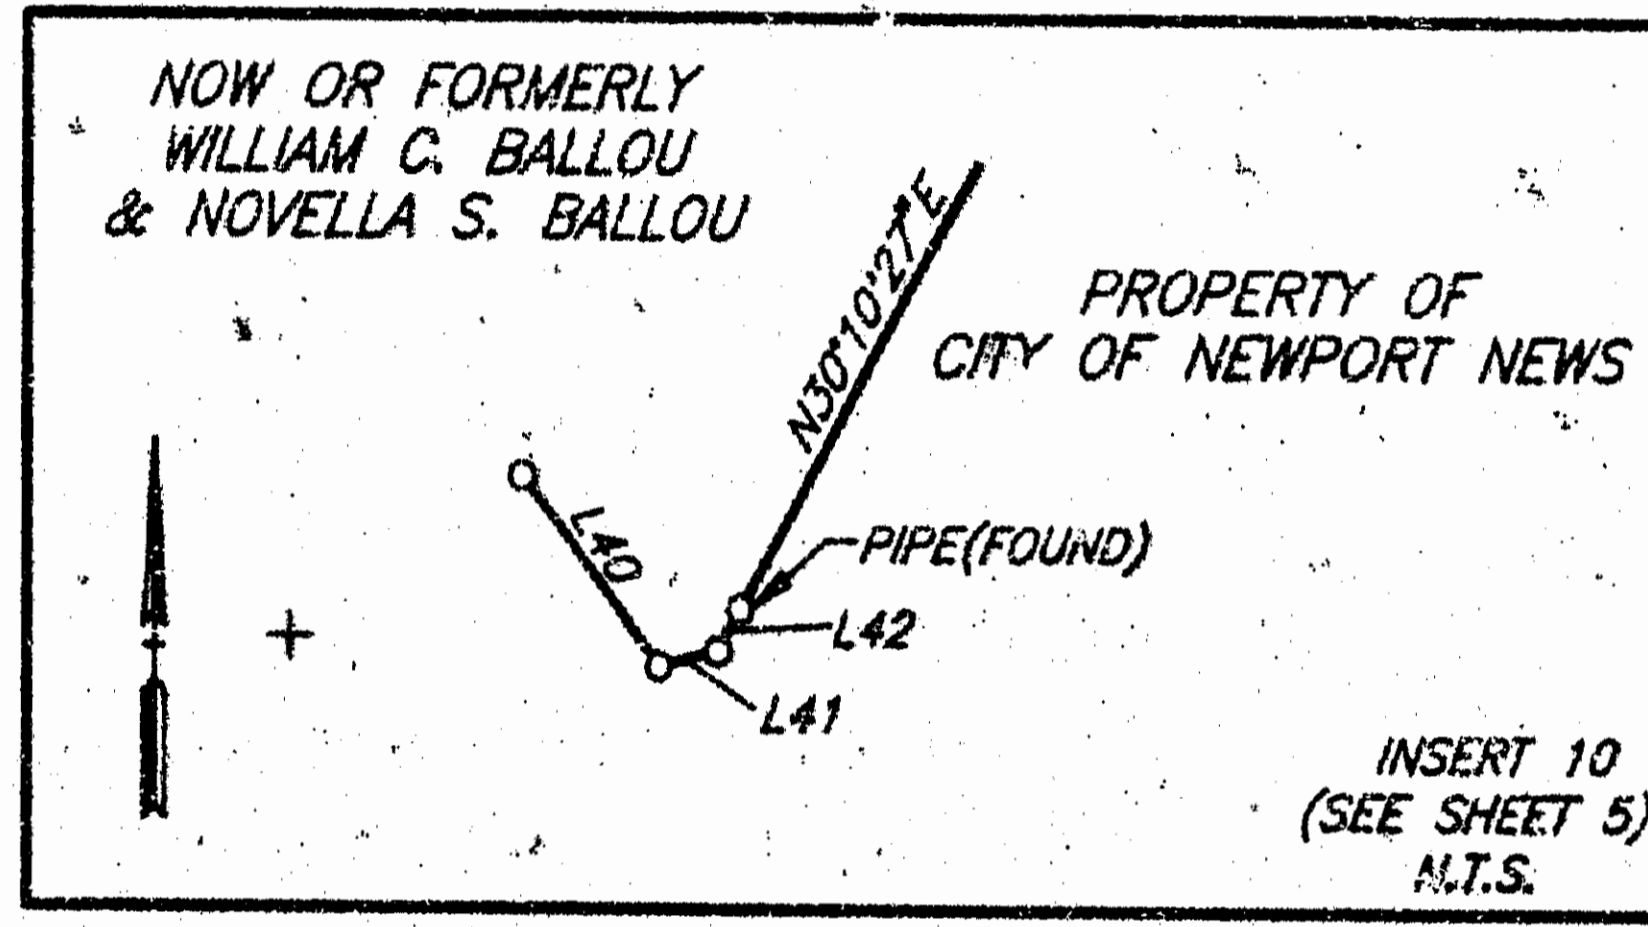 NOW OR FORMERLY
WILLIAM C. BALLOU
& NOVELLA S. BALLOU
N30°10'27"E
PROPERTY OF
CITY OF NEWPORT NEWS
L40
PIPE(FOUND)
L42
L41
INSERT 10
(SEE SHEET 5)
N.T.S.